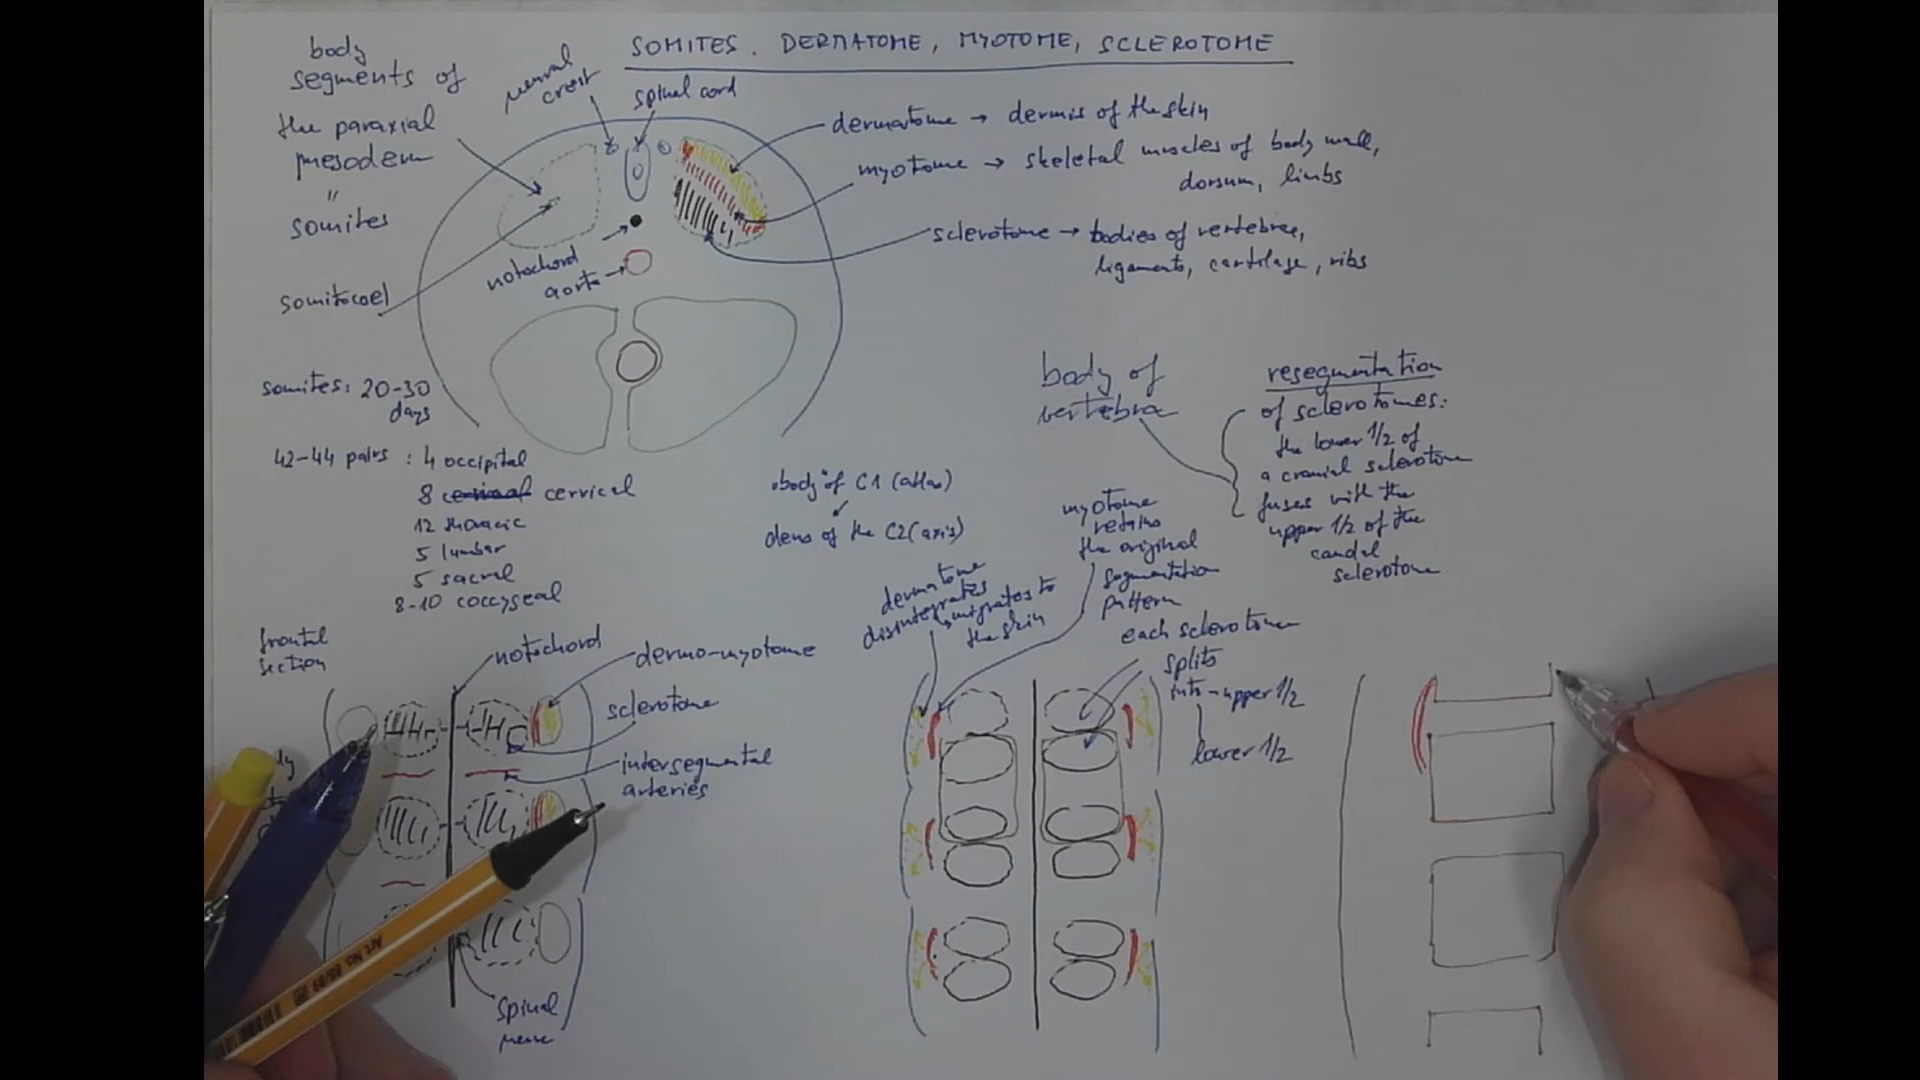 SOMITES. DERMATOME, MYOTOME, SCLEROTOME
body
segments of
the paraxial
mesoderm
"
somites
somitocoel
neural
crest
spinal cord
notochord
aorta
dermatome → dermis of the skin
myotome → skeletal muscles of body wall,
dorsum, limbs
sclerotome → bodies of vertebrae,
ligaments, cartilage, ribs
somites: 20-30
days
42-44 pairs : 4 occipital
8 cervical
12 thoracic
5 lumbar
5 sacral
8-10 coccygeal
"body" of C1 (atlas)
dens of the C2 (axis)
body of
vertebra
resegmentation
of sclerotomes:
the lower 1/2 of
a cranial sclerotome
fuses with the
upper 1/2 of the
caudal
sclerotome
frontal
section
notochord
dermo-myotome
sclerotome
intersegmental
arteries
spinal
nerve
dermatome
disintegrates
, migrates to
the skin
myotome
retains
the original
segmentation
pattern
each sclerotome
splits
into - upper 1/2
lower 1/2